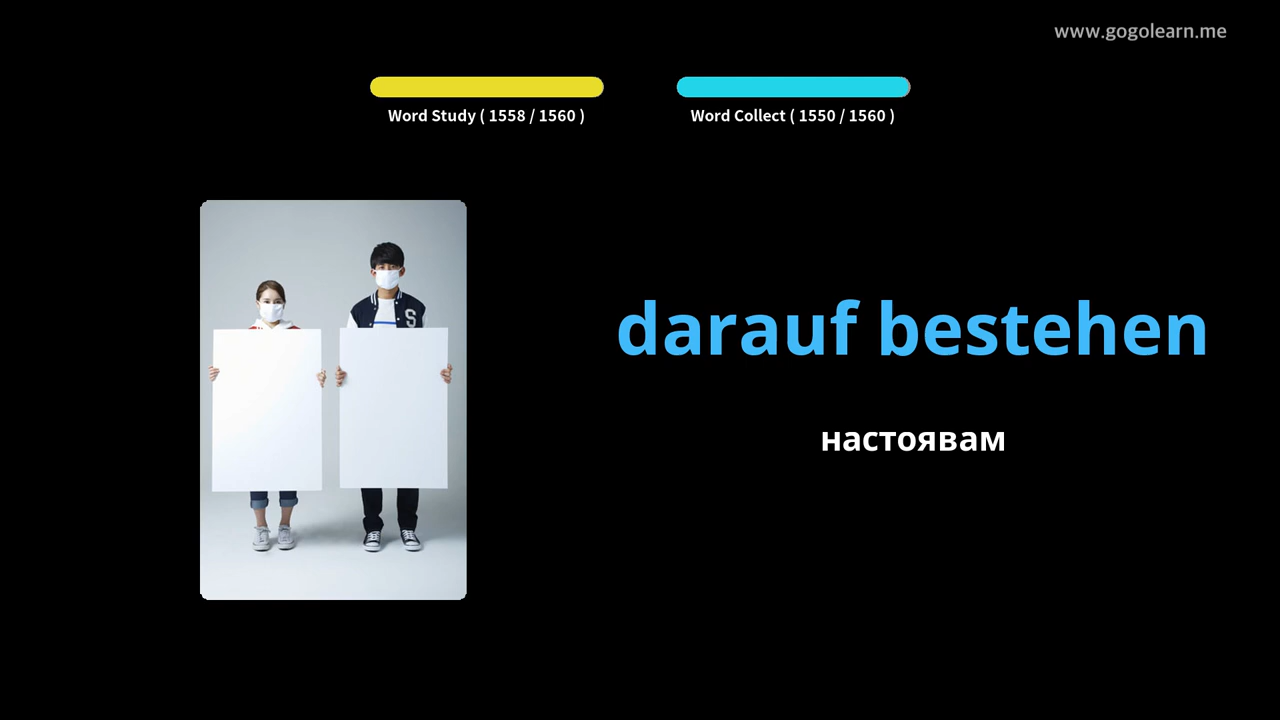 www.gogolearn.me
Word Study ( 1558 / 1560 )
Word Collect ( 1550 / 1560 )
S
darauf bestehen
настоявам